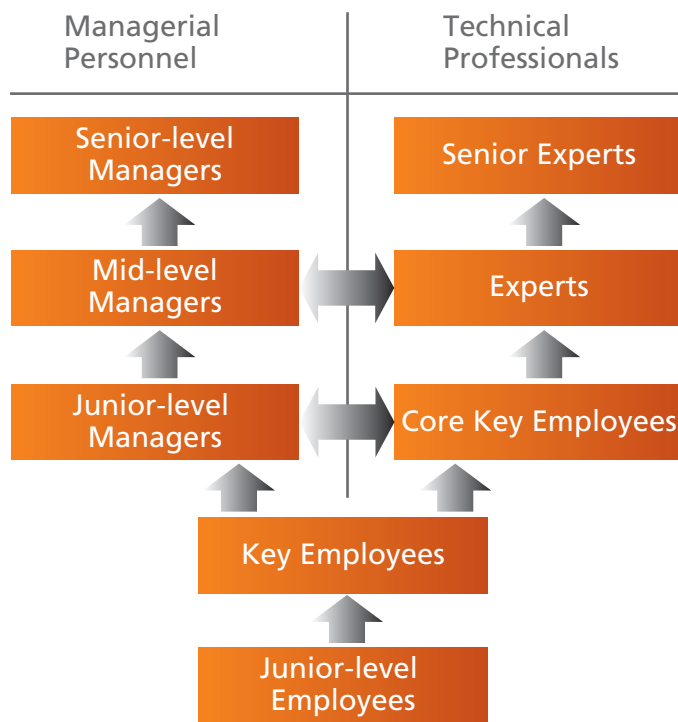 Managerial
Personnel
Technical
Professionals
Senior-level
Managers
Senior Experts
Mid-level
Managers
Experts
Junior-level
Managers
Core Key Employees
Key Employees
Junior-level
Employees